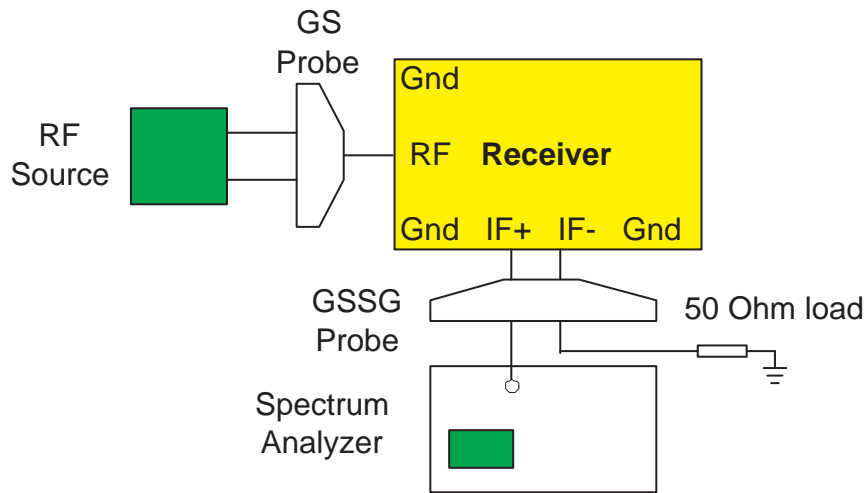 GS
Probe
RF
Source
Gnd
RF Receiver
Gnd IF+ IF- Gnd
GSSG
Probe
50 Ohm load
Spectrum
Analyzer